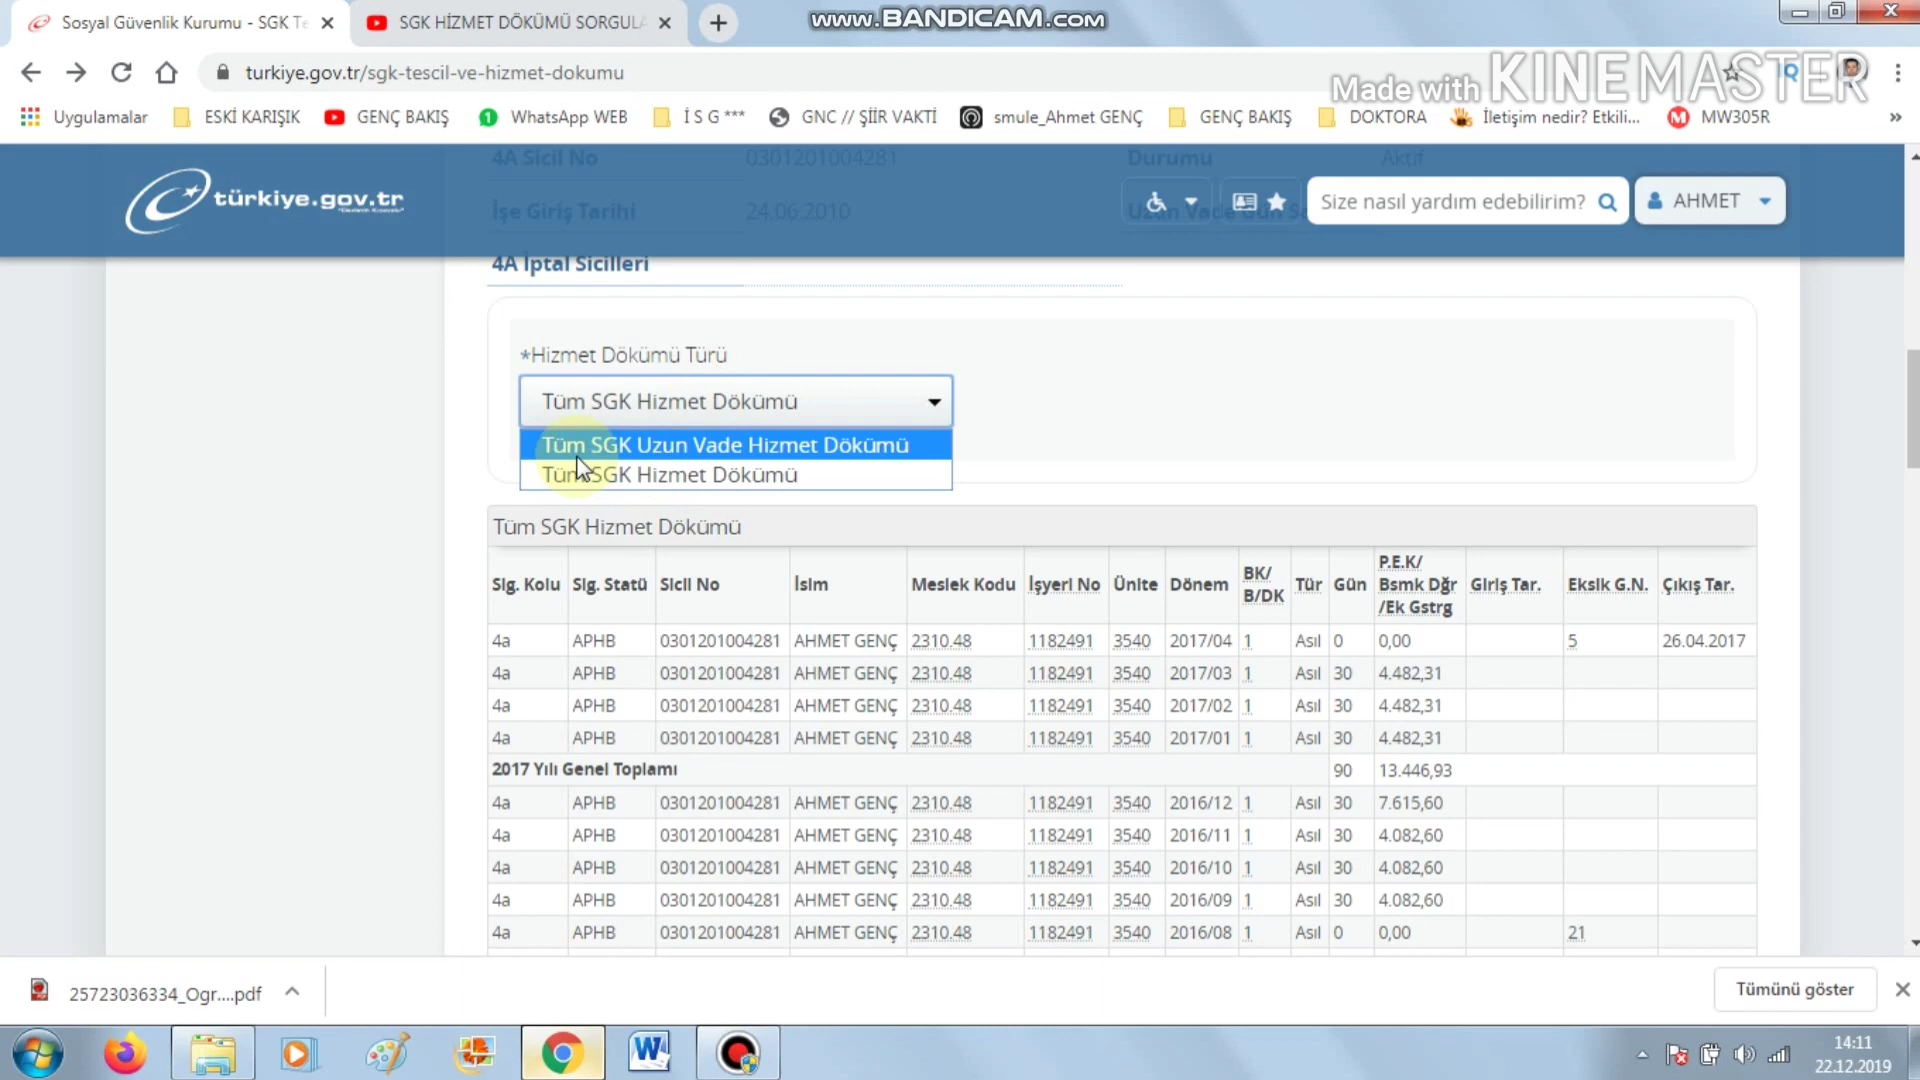 Sosyal Güvenlik Kurumu - SGK Te
SGK HİZMET DÖKÜMÜ SORGULA
www.BANDICAM.com
turkiye.gov.tr/sgk-tescil-ve-hizmet-dokumu
Made with KINEMASTER
Uygulamalar ESKİ KARIŞIK GENÇ BAKIŞ WhatsApp WEB İ S G *** GNC // ŞİİR VAKTİ smule_Ahmet GENÇ GENÇ BAKIŞ DOKTORA İletişim nedir? Etkili... MW305R »
4A Sicil No 0301201004281 Durumu Aktif
türkiye.gov.tr
Size nasıl yardım edebilirim? AHMET
İşe Giriş Tarihi 24.06.2010 Uzun Vade Gün Sa
4A İptal Sicilleri
*Hizmet Dökümü Türü
Tüm SGK Hizmet Dökümü
Tüm SGK Uzun Vade Hizmet Dökümü
Tüm SGK Hizmet Dökümü
Tüm SGK Hizmet Dökümü
Sig. Kolu Sig. Statü Sicil No İsim Meslek Kodu İşyeri No Ünite Dönem BK/ B/DK Tür Gün P.E.K/ Bsmk Dğr /Ek Gstrg Giriş Tar. Eksik G.N. Çıkış Tar.
4a APHB 0301201004281 AHMET GENÇ 2310.48 1182491 3540 2017/04 1 Asıl 0 0,00 5 26.04.2017
4a APHB 0301201004281 AHMET GENÇ 2310.48 1182491 3540 2017/03 1 Asıl 30 4.482,31
4a APHB 0301201004281 AHMET GENÇ 2310.48 1182491 3540 2017/02 1 Asıl 30 4.482,31
4a APHB 0301201004281 AHMET GENÇ 2310.48 1182491 3540 2017/01 1 Asıl 30 4.482,31
2017 Yılı Genel Toplamı 90 13.446,93
4a APHB 0301201004281 AHMET GENÇ 2310.48 1182491 3540 2016/12 1 Asıl 30 7.615,60
4a APHB 0301201004281 AHMET GENÇ 2310.48 1182491 3540 2016/11 1 Asıl 30 4.082,60
4a APHB 0301201004281 AHMET GENÇ 2310.48 1182491 3540 2016/10 1 Asıl 30 4.082,60
4a APHB 0301201004281 AHMET GENÇ 2310.48 1182491 3540 2016/09 1 Asıl 30 4.082,60
4a APHB 0301201004281 AHMET GENÇ 2310.48 1182491 3540 2016/08 1 Asıl 0 0,00 21
25723036334_Ogr....pdf
Tümünü göster
14:11
22.12.2019